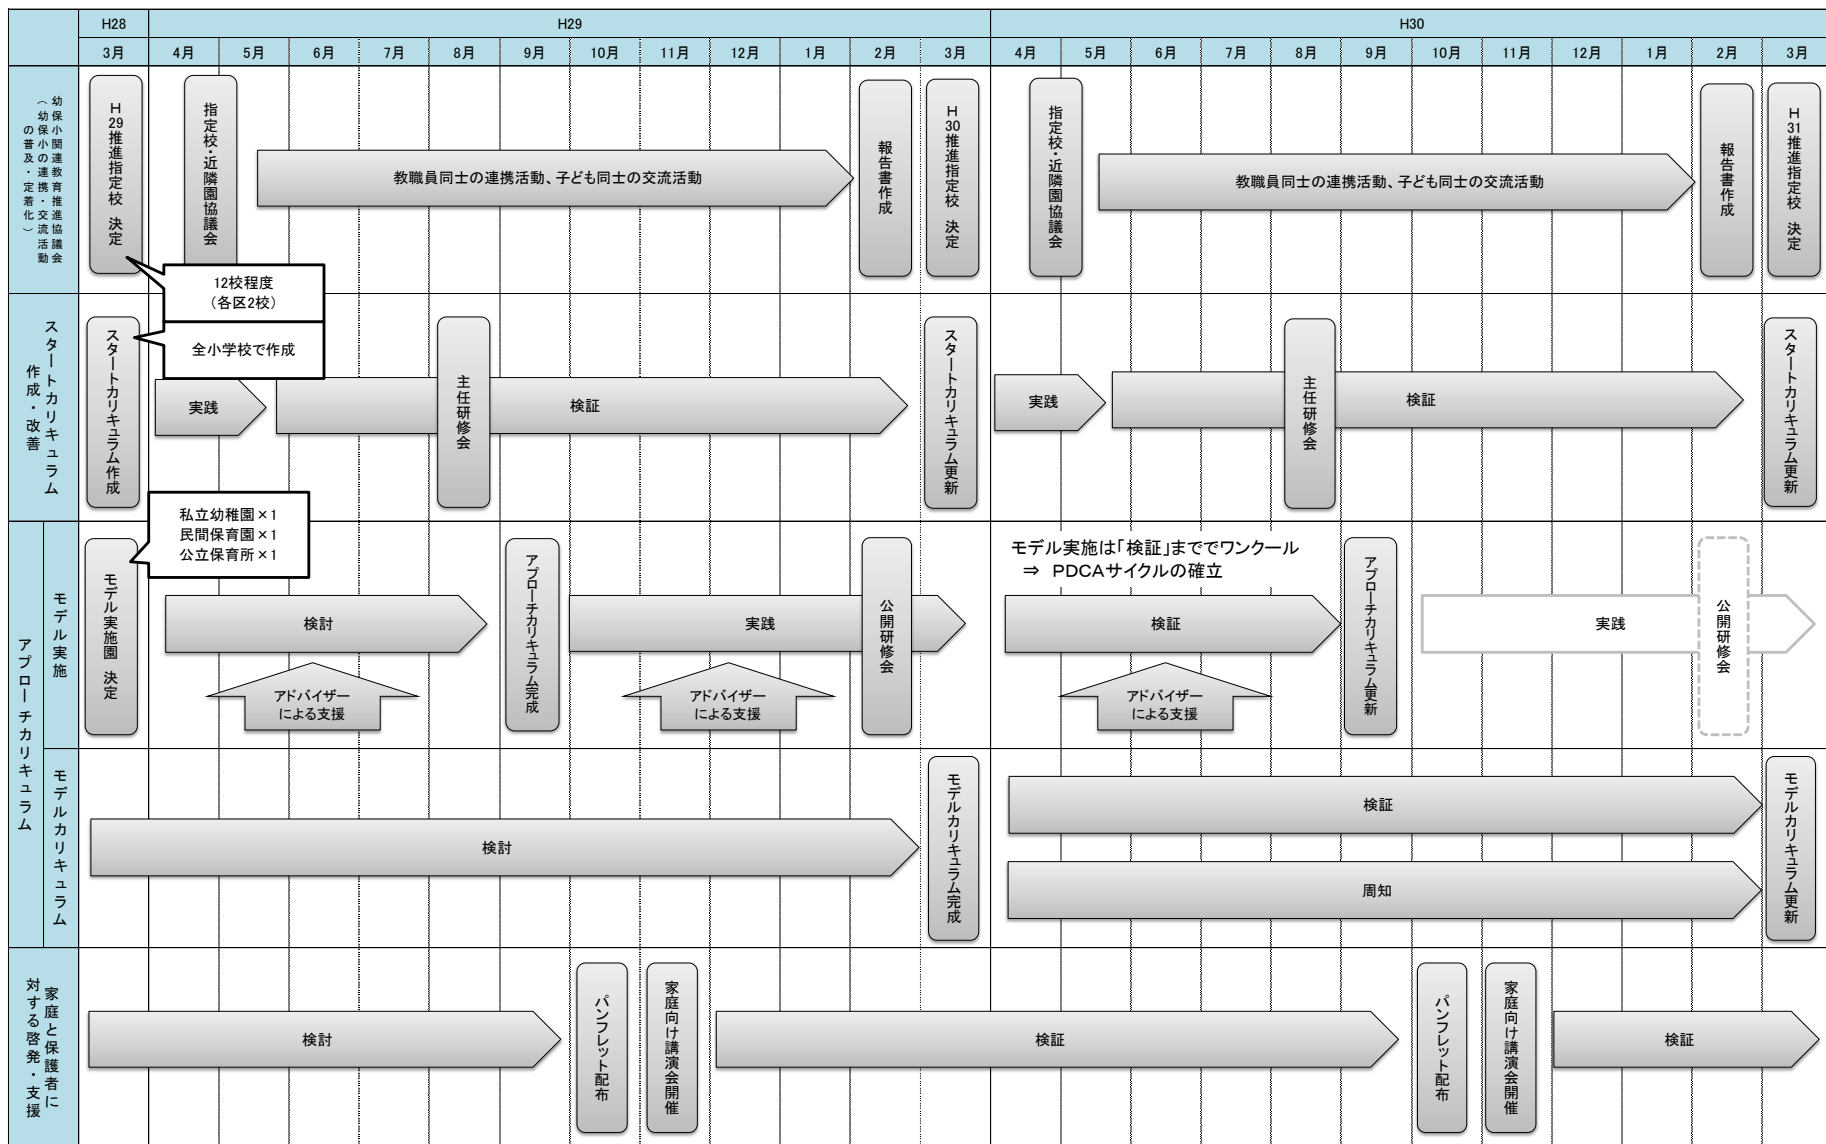 H28
H29
H30
3月
4月
5月
6月
7月
8月
9月
10月
11月
12月
1月
2月
3月
4月
5月
6月
7月
8月
9月
10月
11月
12月
1月
2月
3月
幼保小関連教育推進協議会
（幼保小の連携・交流活動
の普及・定着化）
H29推進指定校 決定
12校程度
（各区2校）
指定校・近隣園協議会
教職員同士の連携活動、子ども同士の交流活動
報告書作成
H30推進指定校 決定
指定校・近隣園協議会
教職員同士の連携活動、子ども同士の交流活動
報告書作成
H31推進指定校 決定
スタートカリキュラム
作成・改善
スタートカリキュラム作成
全小学校で作成
実践
検証
主任研修会
スタートカリキュラム更新
実践
検証
主任研修会
スタートカリキュラム更新
アプローチカリキュラム
モデル実施
モデル実施園 決定
私立幼稚園×1
民間保育園×1
公立保育所×1
検討
アドバイザー
による支援
アプローチカリキュラム完成
実践
アドバイザー
による支援
公開研修会
モデル実施は「検証」まででワンクール
⇒ PDCAサイクルの確立
検証
アドバイザー
による支援
アプローチカリキュラム更新
実践
公開研修会
モデルカリキュラム
検討
モデルカリキュラム完成
検証
周知
モデルカリキュラム更新
家庭と保護者に
対する啓発・支援
検討
パンフレット配布
家庭向け講演会開催
検証
パンフレット配布
家庭向け講演会開催
検証